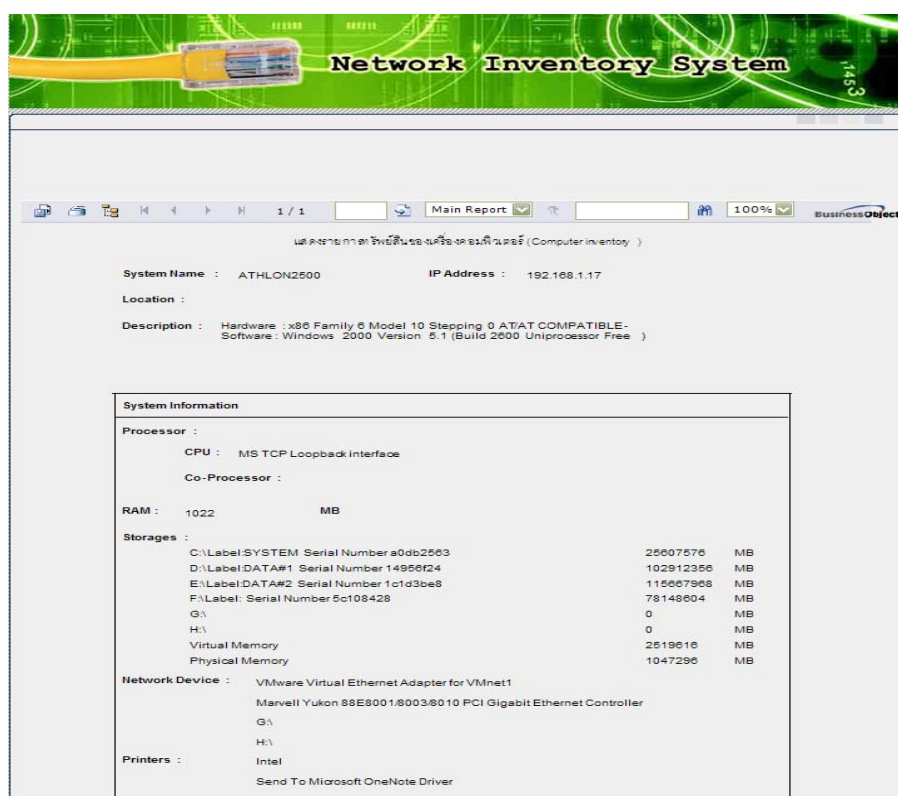 Network Inventory System
1453
1 / 1 Main Report 100% BusinessObject
แสดงรายการทรัพย์สินของเครื่องคอมพิวเตอร์ (Computer inventory )
System Name : ATHLON2500 IP Address : 192.168.1.17
Location :
Description : Hardware : x86 Family 6 Model 10 Stepping 0 AT/AT COMPATIBLE-
Software : Windows 2000 Version 5.1 (Build 2600 Uniprocessor Free )
System Information
Processor :
CPU : MS TCP Loopback interface
Co-Processor :
RAM : 1022 MB
Storages :
C:\Label:SYSTEM Serial Number a0db2563 25607576 MB
D:\Label:DATA#1 Serial Number 14956f24 102912356 MB
E:\Label:DATA#2 Serial Number 1c1d3be8 115667968 MB
F:\Label: Serial Number 5c108428 78148604 MB
G:\ 0 MB
H:\ 0 MB
Virtual Memory 2519616 MB
Physical Memory 1047296 MB
Network Device : VMware Virtual Ethernet Adapter for VMnet1
Marvell Yukon 88E8001/8003/8010 PCI Gigabit Ethernet Controller
G:\
H:\
Printers : Intel
Send To Microsoft OneNote Driver